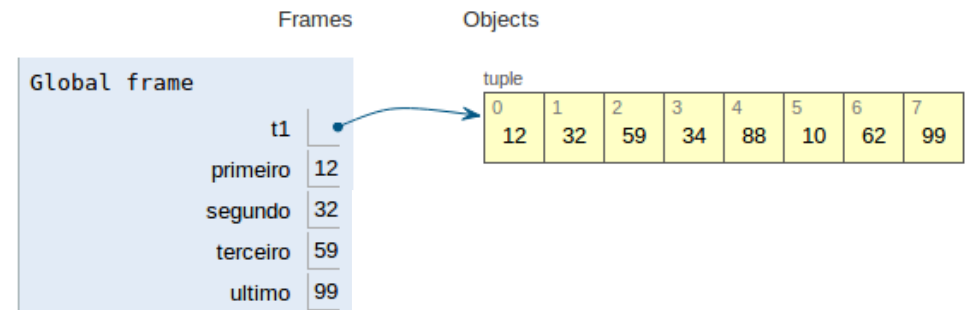 Frames Objects
Global frame
tuple
0 1 2 3 4 5 6 7
12 32 59 34 88 10 62 99
t1
primeiro 12
segundo 32
terceiro 59
ultimo 99